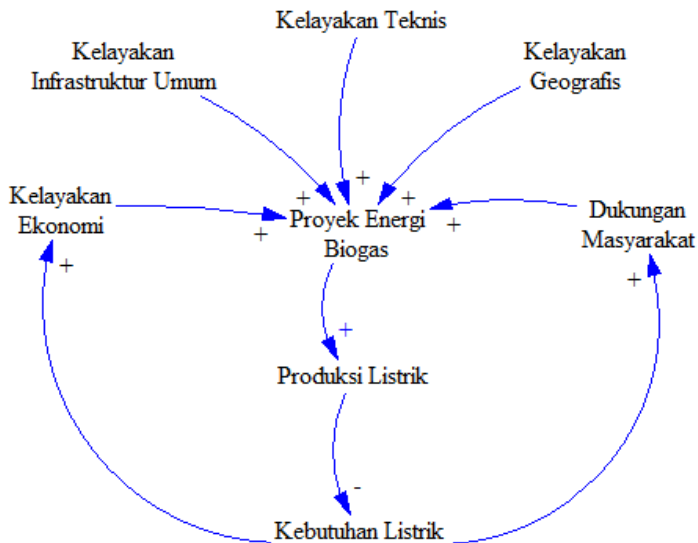 Kelayakan Teknis
Kelayakan
Infrastruktur Umum
Kelayakan
Geografis
+
+
+
Kelayakan
Ekonomi
+
Proyek Energi
Biogas
+
Dukungan
Masyarakat
+
+
+
Produksi Listrik
-
Kebutuhan Listrik